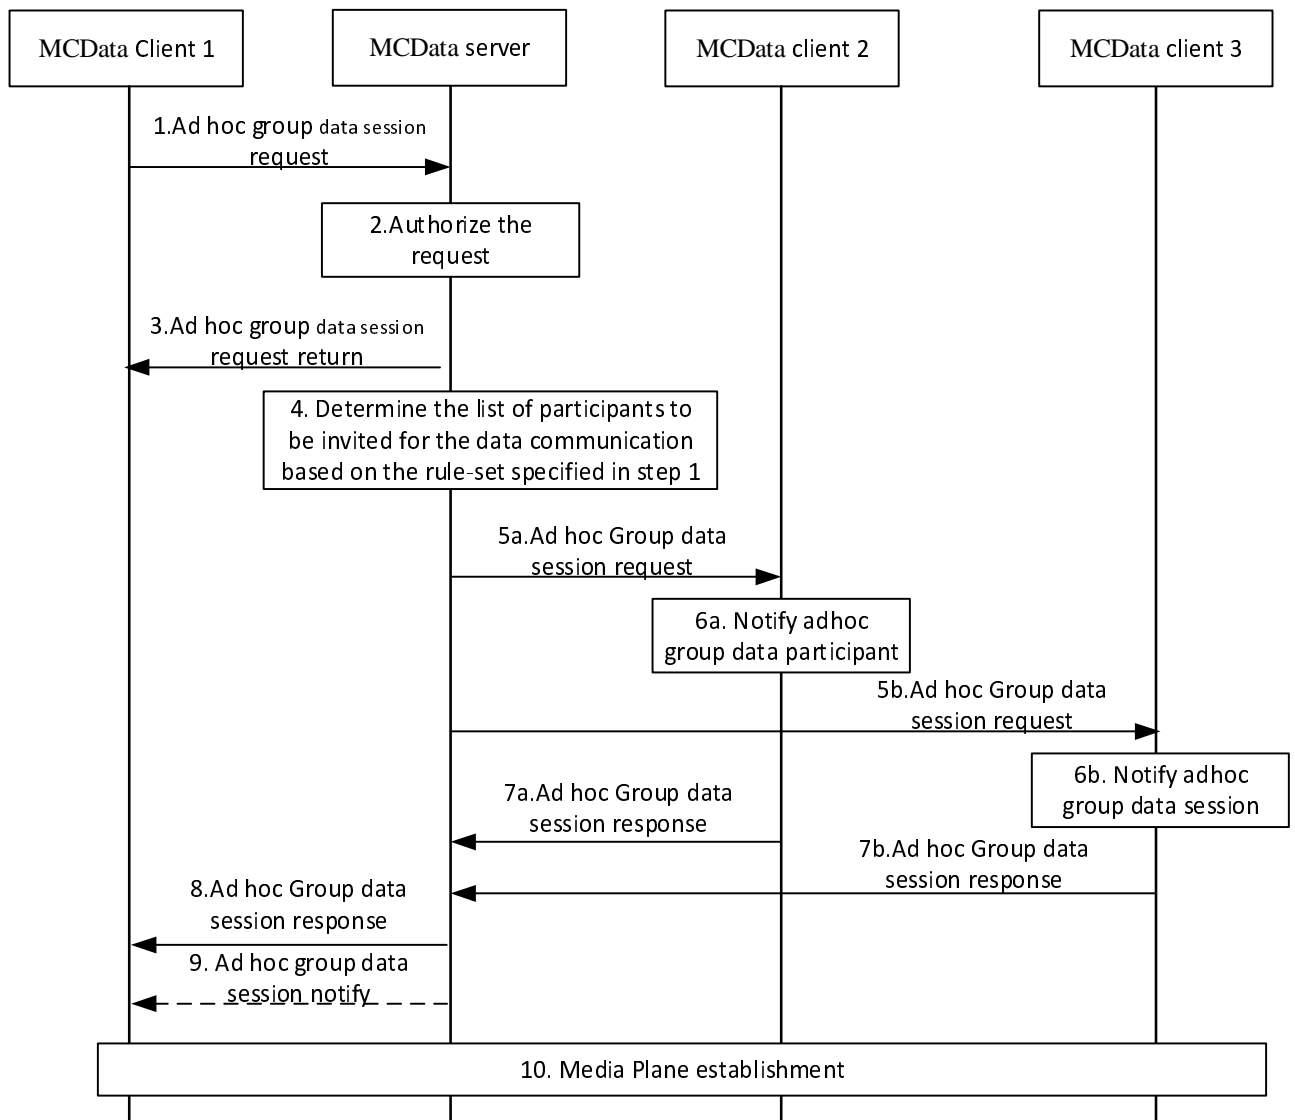 MCData Client 1
MCData server
MCData client 2
MCData client 3
1.Ad hoc group data session
request
2.Authorize the
request
3.Ad hoc group data session
request return
4. Determine the list of participants to
be invited for the data communication
based on the rule-set specified in step 1
5a.Ad hoc Group data
session request
6a. Notify adhoc
group data participant
5b.Ad hoc Group data
session request
6b. Notify adhoc
group data session
7a.Ad hoc Group data
session response
7b.Ad hoc Group data
session response
8.Ad hoc Group data
session response
9. Ad hoc group data
session notify
10. Media Plane establishment